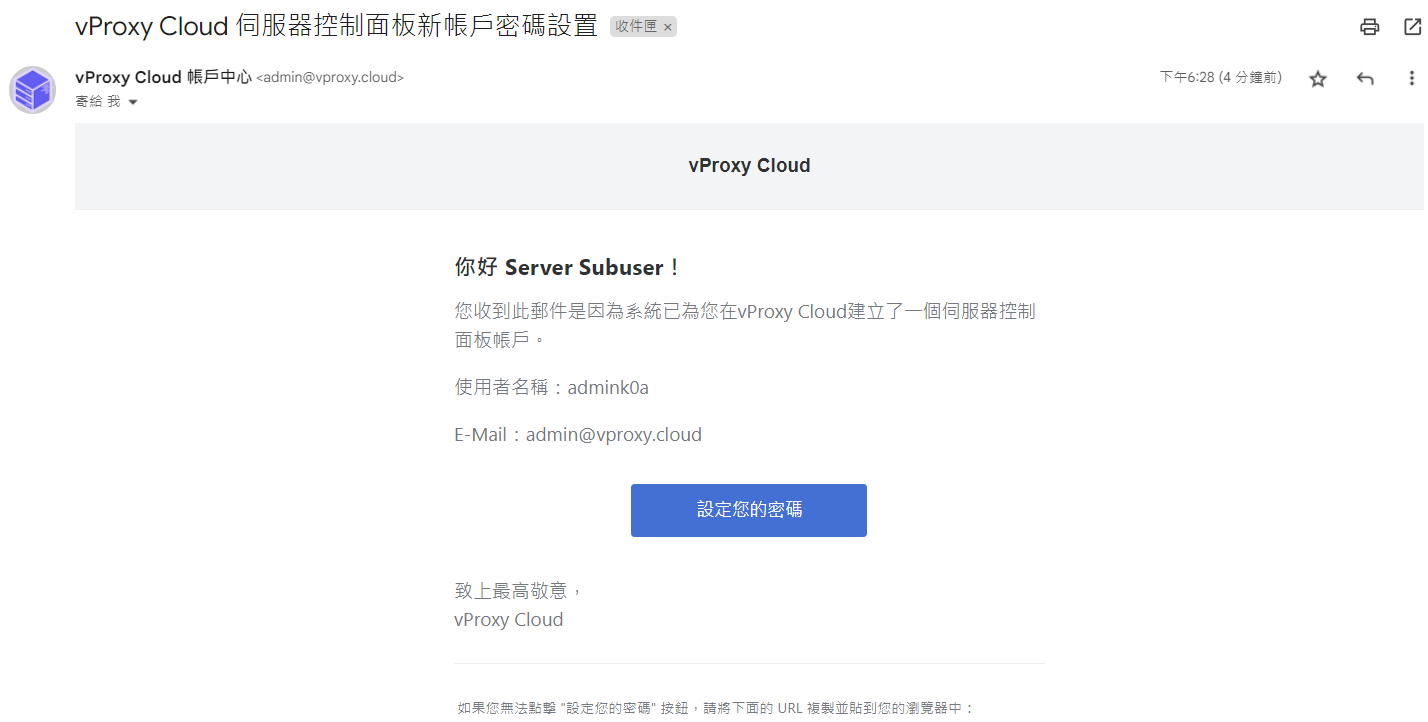 vProxy Cloud 伺服器控制面板新帳戶密碼設置 收件匣 ×
vProxy Cloud 帳戶中心 <admin@vproxy.cloud>
下午6:28 (4 分鐘前)
寄給 我
vProxy Cloud
你好 Server Subuser！
您收到此郵件是因為系統已為您在vProxy Cloud建立了一個伺服器控制
面板帳戶。
使用者名稱：admink0a
E-Mail：admin@vproxy.cloud
設定您的密碼
致上最高敬意，
vProxy Cloud
如果您無法點擊 "設定您的密碼" 按鈕，請將下面的 URL 複製並貼到您的瀏覽器中：